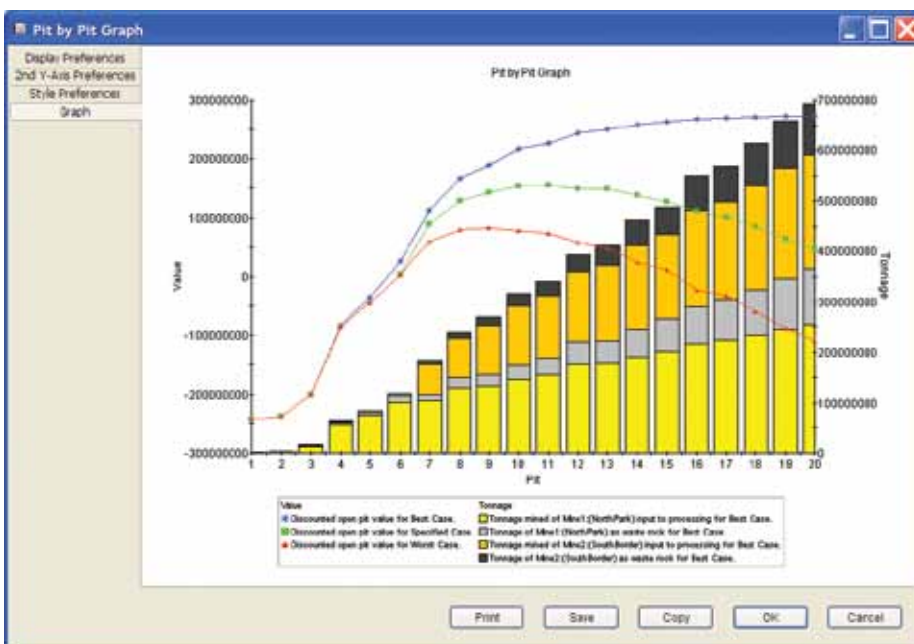 Pit by Pit Graph
Display Preferences
2nd Y-Axis Preferences
Style Preferences
Graph
Pit by Pit Graph
300000000
200000000
100000000
0
-100000000
-200000000
-300000000
Value
700000080
600000080
500000080
400000080
300000080
200000080
100000080
0
Tonnage
1 2 3 4 5 6 7 8 9 10 11 12 13 14 15 16 17 18 19 20
Pit
Value
Discounted open pit value for Best Case.
Discounted open pit value for Specified Case.
Discounted open pit value for Worst Case.
Tonnage
Tonnage mined of Mine1:(NorthPark) input to processing for Best Case.
Tonnage of Mine1:(NorthPark) as waste rock for Best Case.
Tonnage mined of Mine2:(SouthBorder) input to processing for Best Case.
Tonnage of Mine2:(SouthBorder) as waste rock for Best Case.
Print Save Copy OK Cancel